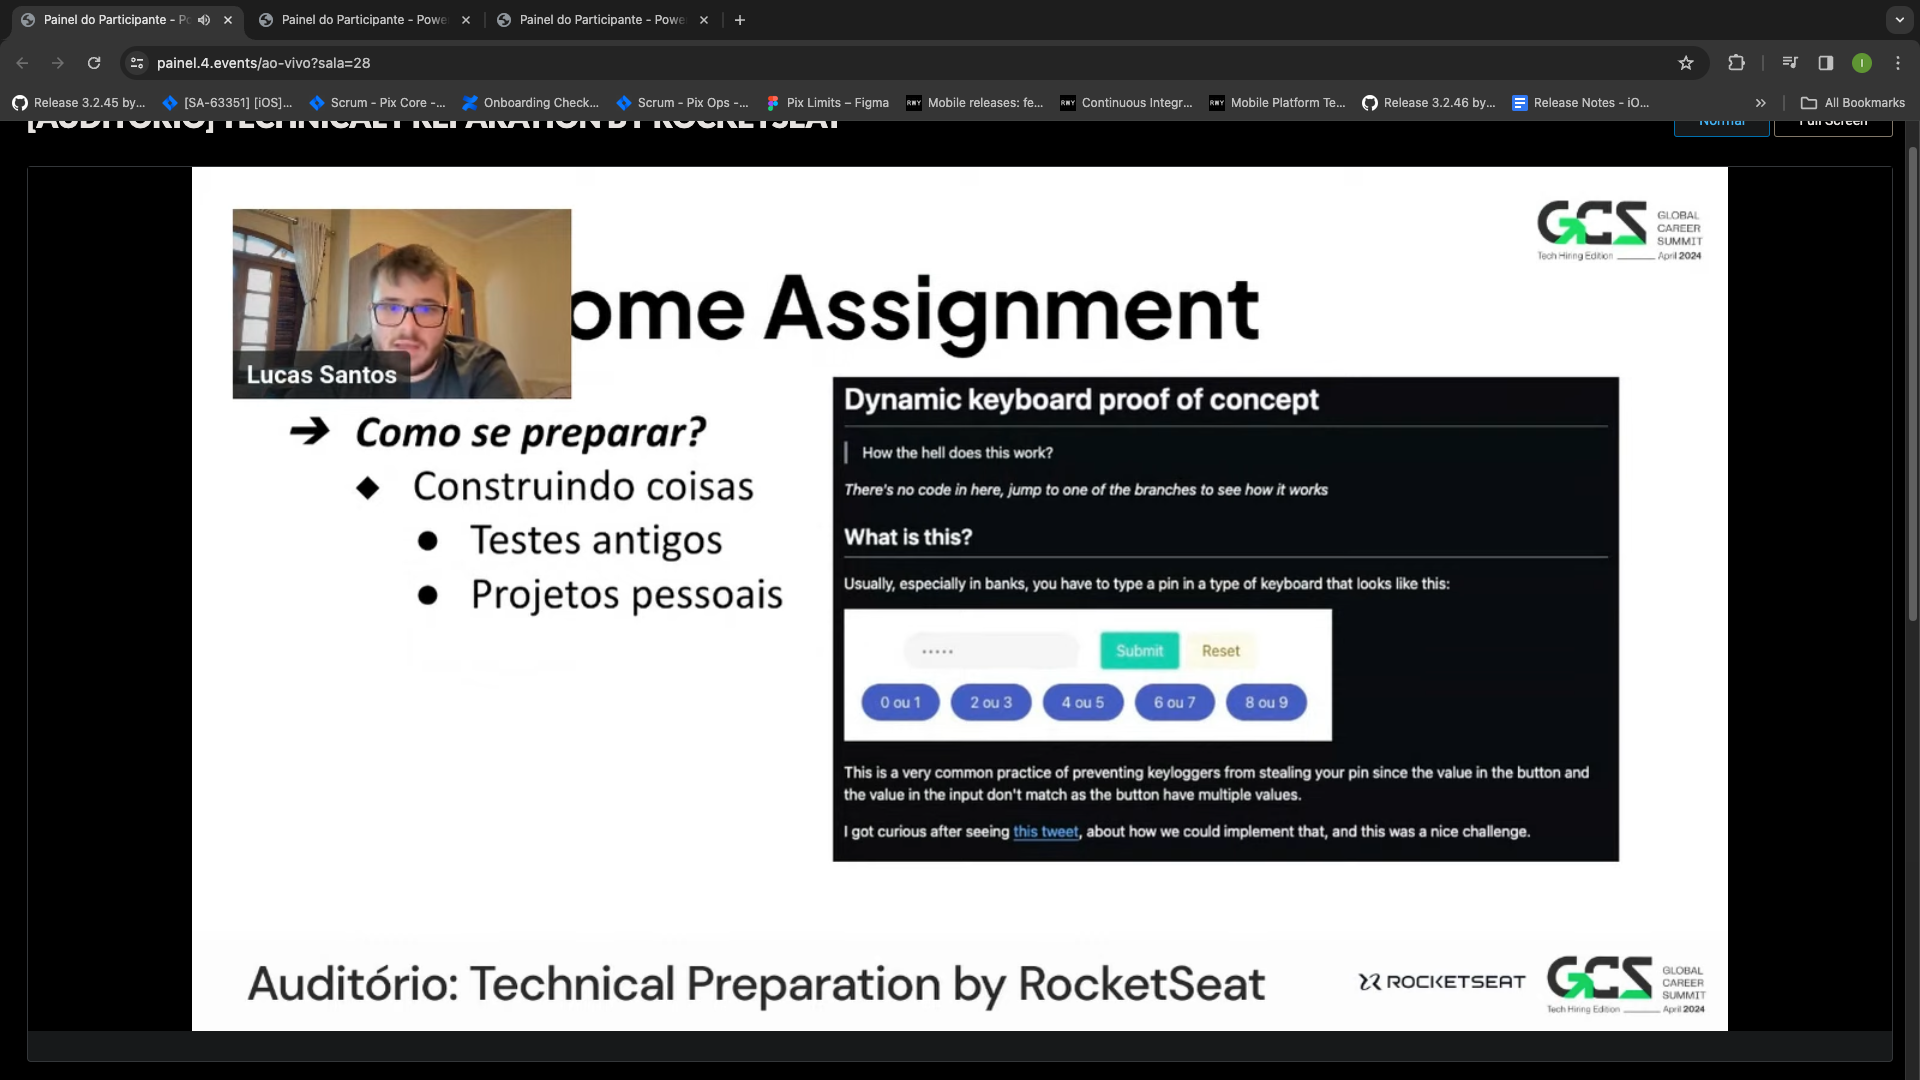 Painel do Participante - Po
Painel do Participante - Powe
Painel do Participante - Powe
painel.4.events/ao-vivo?sala=28
I
Release 3.2.45 by...
[SA-63351] [iOS]...
Scrum - Pix Core -...
Onboarding Check...
Scrum - Pix Ops -...
Pix Limits – Figma
Mobile releases: fe...
Continuous Integr...
Mobile Platform Te...
Release 3.2.46 by...
Release Notes - iO...
All Bookmarks
[AUDITÓRIO] TECHNICAL PREPARATION BY ROCKETSEAT
Normal
Full Screen
GCS
GLOBAL
CAREER
SUMMIT
Tech Hiring Edition
April 2024
ome Assignment
Lucas Santos
➔ Como se preparar?
◆ Construindo coisas
● Testes antigos
● Projetos pessoais
Dynamic keyboard proof of concept
How the hell does this work?
There's no code in here, jump to one of the branches to see how it works
What is this?
Usually, especially in banks, you have to type a pin in a type of keyboard that looks like this:
•••••
Submit
Reset
0 ou 1
2 ou 3
4 ou 5
6 ou 7
8 ou 9
This is a very common practice of preventing keyloggers from stealing your pin since the value in the button and
the value in the input don't match as the button have multiple values.
I got curious after seeing this tweet, about how we could implement that, and this was a nice challenge.
Auditório: Technical Preparation by RocketSeat
ROCKETSEAT
GCS
GLOBAL
CAREER
SUMMIT
Tech Hiring Edition
April 2024